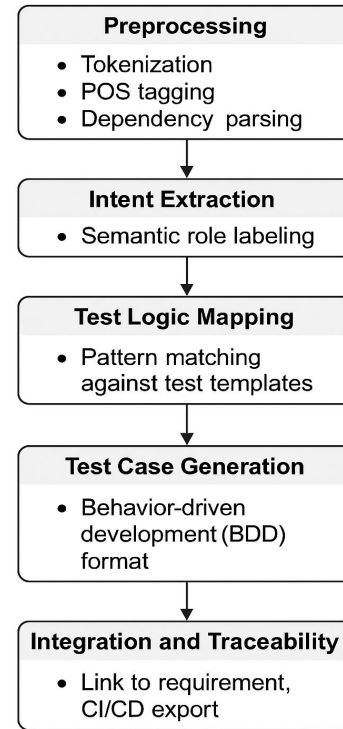 Preprocessing
• Tokenization
• POS tagging
• Dependency parsing
Intent Extraction
• Semantic role labeling
Test Logic Mapping
• Pattern matching
against test templates
Test Case Generation
• Behavior-driven
development (BDD)
format
Integration and Traceability
• Link to requirement,
CI/CD export